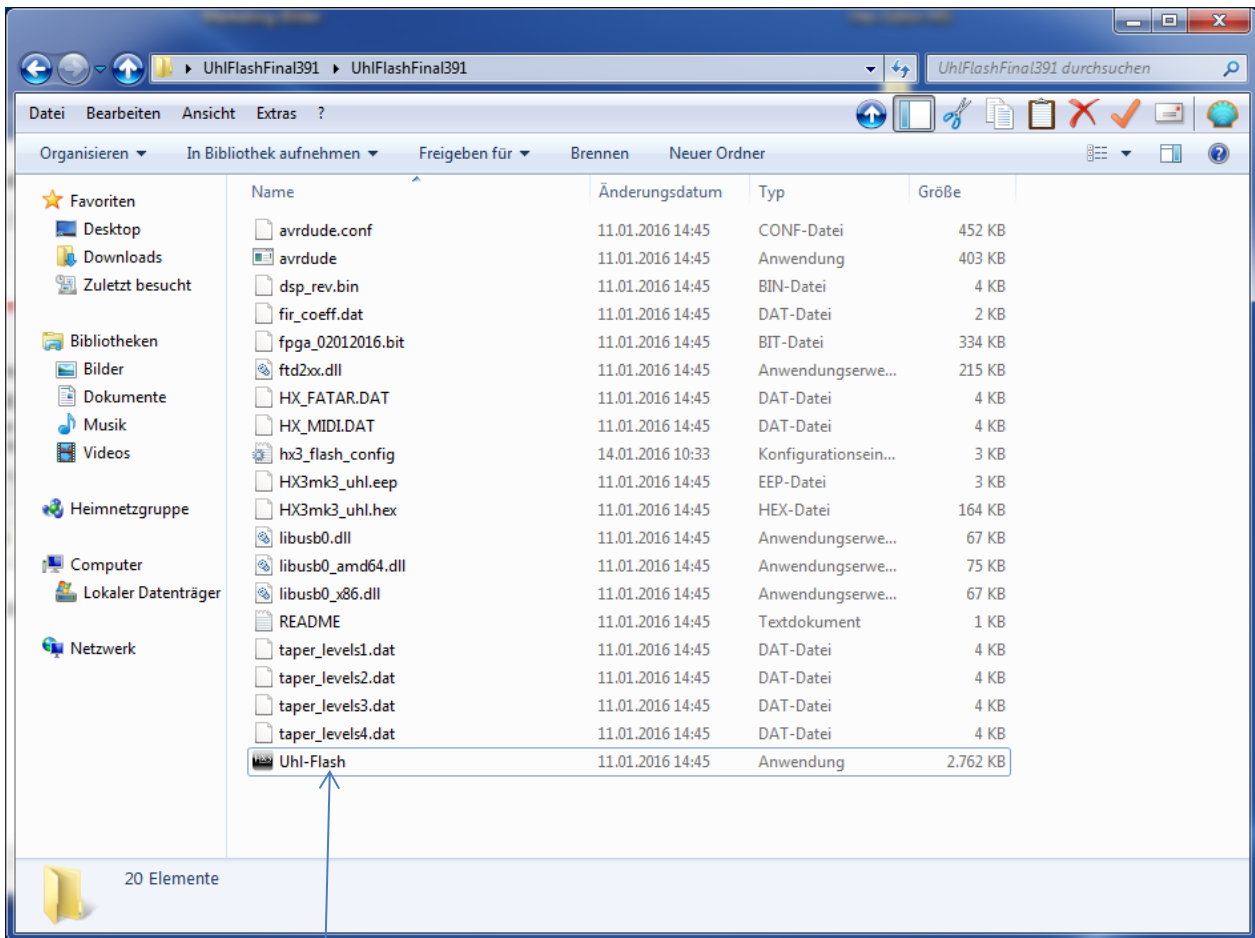 UhlFlashFinal391 UhlFlashFinal391 UhlFlashFinal391 durchsuchen
Datei Bearbeiten Ansicht Extras ?
Organisieren In Bibliothek aufnehmen Freigeben für Brennen Neuer Ordner
Favoriten
Desktop
Downloads
Zuletzt besucht
Bibliotheken
Bilder
Dokumente
Musik
Videos
Heimnetzgruppe
Computer
Lokaler Datenträger
Netzwerk
Name Änderungsdatum Typ Größe
avrdude.conf 11.01.2016 14:45 CONF-Datei 452 KB
avrdude 11.01.2016 14:45 Anwendung 403 KB
dsp_rev.bin 11.01.2016 14:45 BIN-Datei 4 KB
fir_coeff.dat 11.01.2016 14:45 DAT-Datei 2 KB
fpga_02012016.bit 11.01.2016 14:45 BIT-Datei 334 KB
ftd2xx.dll 11.01.2016 14:45 Anwendungserwe... 215 KB
HX_FATAR.DAT 11.01.2016 14:45 DAT-Datei 4 KB
HX_MIDI.DAT 11.01.2016 14:45 DAT-Datei 4 KB
hx3_flash_config 14.01.2016 10:33 Konfigurationsein... 3 KB
HX3mk3_uhl.eep 11.01.2016 14:45 EEP-Datei 3 KB
HX3mk3_uhl.hex 11.01.2016 14:45 HEX-Datei 164 KB
libusb0.dll 11.01.2016 14:45 Anwendungserwe... 67 KB
libusb0_amd64.dll 11.01.2016 14:45 Anwendungserwe... 75 KB
libusb0_x86.dll 11.01.2016 14:45 Anwendungserwe... 67 KB
README 11.01.2016 14:45 Textdokument 1 KB
taper_levels1.dat 11.01.2016 14:45 DAT-Datei 4 KB
taper_levels2.dat 11.01.2016 14:45 DAT-Datei 4 KB
taper_levels3.dat 11.01.2016 14:45 DAT-Datei 4 KB
taper_levels4.dat 11.01.2016 14:45 DAT-Datei 4 KB
Uhl-Flash 11.01.2016 14:45 Anwendung 2.762 KB
20 Elemente